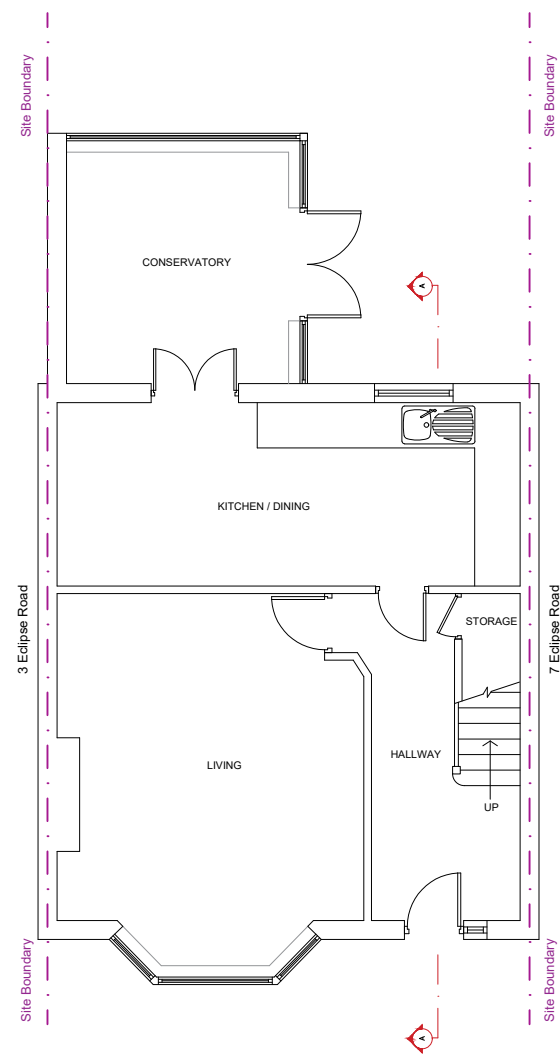 Site Boundary
Site Boundary
CONSERVATORY
A
KITCHEN / DINING
3 Eclipse Road
7 Eclipse Road
STORAGE
HALLWAY
LIVING
UP
Site Boundary
Site Boundary
A